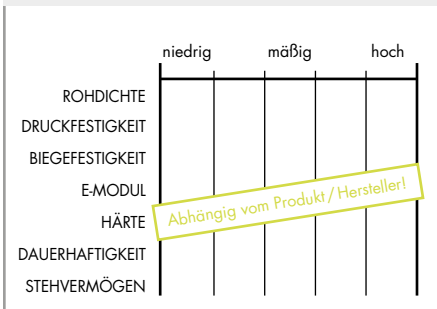 niedrig mäßig hoch
ROHDICHTE
DRUCKFESTIGKEIT
BIEGEFESTIGKEIT
E-MODUL
Abhängig vom Produkt / Hersteller!
HÄRTE
DAUERHAFTIGKEIT
STEHVERMÖGEN